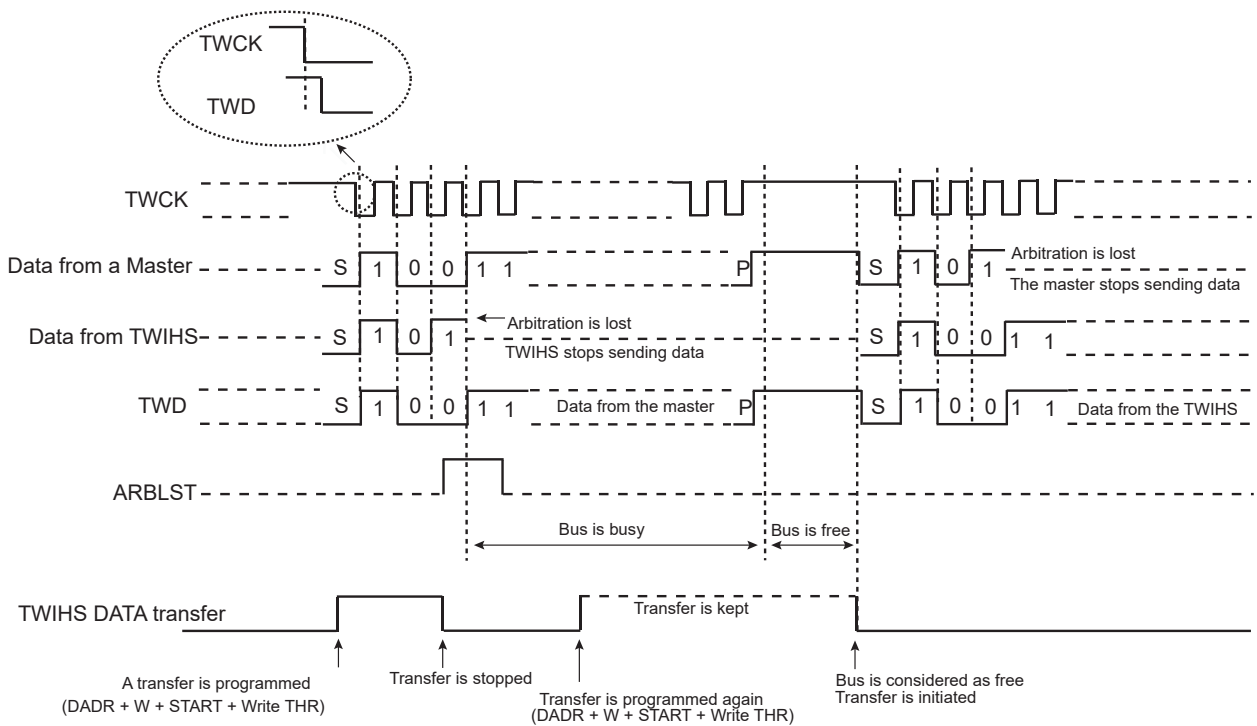 TWCK
TWD
TWCK
Data from a Master S 1 0 0 1 1 P S 1 0 1 Arbitration is lost
The master stops sending data
Data from TWIHS S 1 0 1 Arbitration is lost
TWIHS stops sending data S 1 0 0 1 1
TWD S 1 0 0 1 1 Data from the master P S 1 0 0 1 1 Data from the TWIHS
ARBLST
Bus is busy Bus is free
TWIHS DATA transfer Transfer is kept
A transfer is programmed
(DADR + W + START + Write THR)
Transfer is stopped
Transfer is programmed again
(DADR + W + START + Write THR)
Bus is considered as free
Transfer is initiated